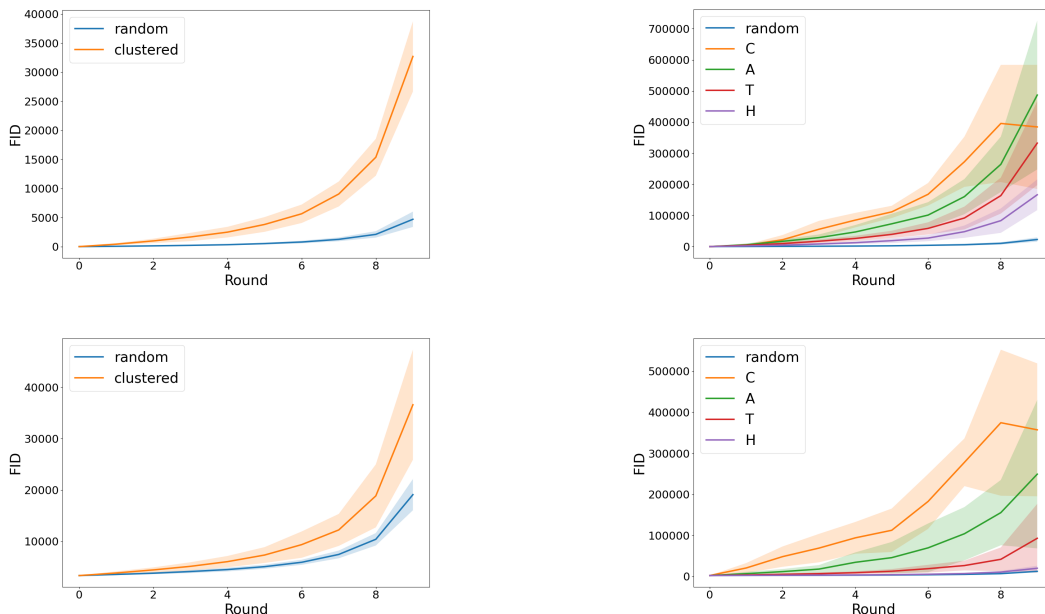 40000
35000
30000
25000
20000
15000
10000
5000
0
FID
random
clustered
0 2 4 6 8
Round
700000
600000
500000
400000
300000
200000
100000
0
FID
random
C
A
T
H
0 2 4 6 8
Round
40000
30000
20000
10000
FID
random
clustered
0 2 4 6 8
Round
500000
400000
300000
200000
100000
0
FID
random
C
A
T
H
0 2 4 6 8
Round